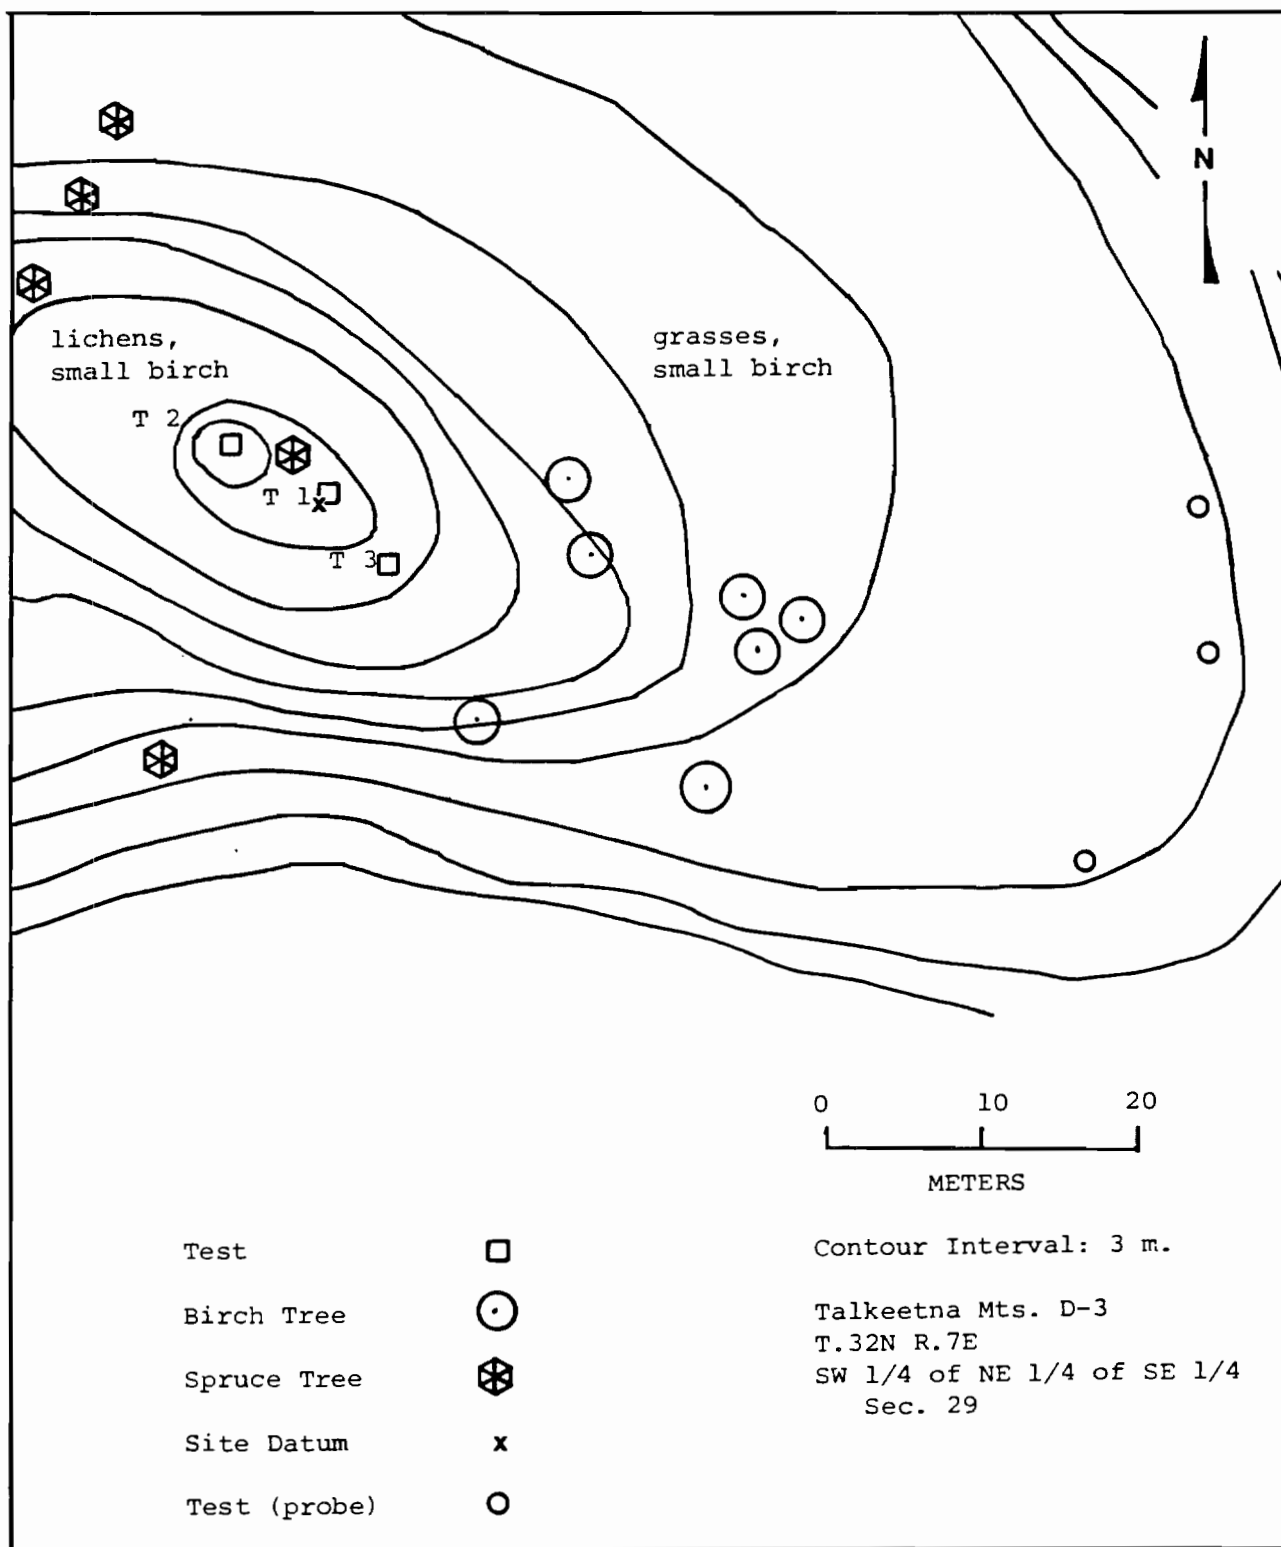 N
lichens,
small birch
grasses,
small birch
T 2
T 1
x
T 3
0 10 20
METERS
Test
Birch Tree
Spruce Tree
Site Datum x
Test (probe)
Contour Interval: 3 m.
Talkeetna Mts. D-3
T.32N R.7E
SW 1/4 of NE 1/4 of SE 1/4
Sec. 29